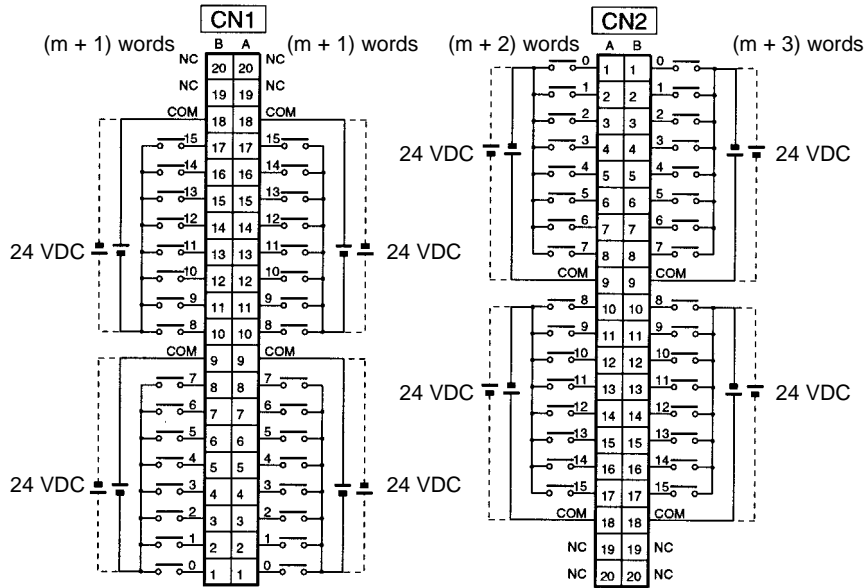 CN1
(m + 1) words B A (m + 1) words
NC 20 20 NC
NC 19 19 NC
COM 18 18 COM
15 17 17 15
14 16 16 14
13 15 15 13
12 14 14 12
24 VDC 11 13 13 11 24 VDC
10 12 12 10
9 11 11 9
8 10 10 8
COM 9 9 COM
7 8 8 7
6 7 7 6
5 6 6 5
4 5 5 4
24 VDC 3 4 4 3 24 VDC
2 3 3 2
1 2 2 1
0 1 1 0
CN2
(m + 2) words A B (m + 3) words
0 1 1 0
1 2 2 1
2 3 3 2
24 VDC 3 4 4 3 24 VDC
4 5 5 4
5 6 6 5
6 7 7 6
7 8 8 7
COM 9 9 COM
8 10 10 8
9 11 11 9
10 12 12 10
24 VDC 11 13 13 11 24 VDC
12 14 14 12
13 15 15 13
14 16 16 14
15 17 17 15
COM 18 18 COM
NC 19 19 NC
NC 20 20 NC